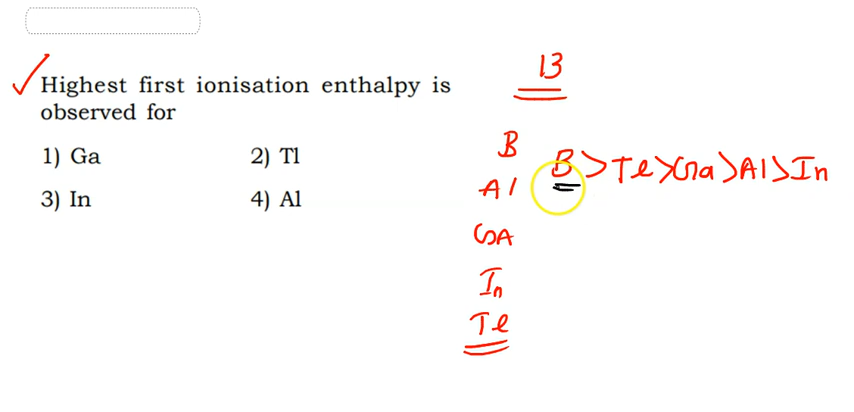 Highest first ionisation enthalpy is
observed for
1) Ga
2) Tl
3) In
4) Al
13
B
Al
GA
In
Tl
B > Tl > Ga > Al > In